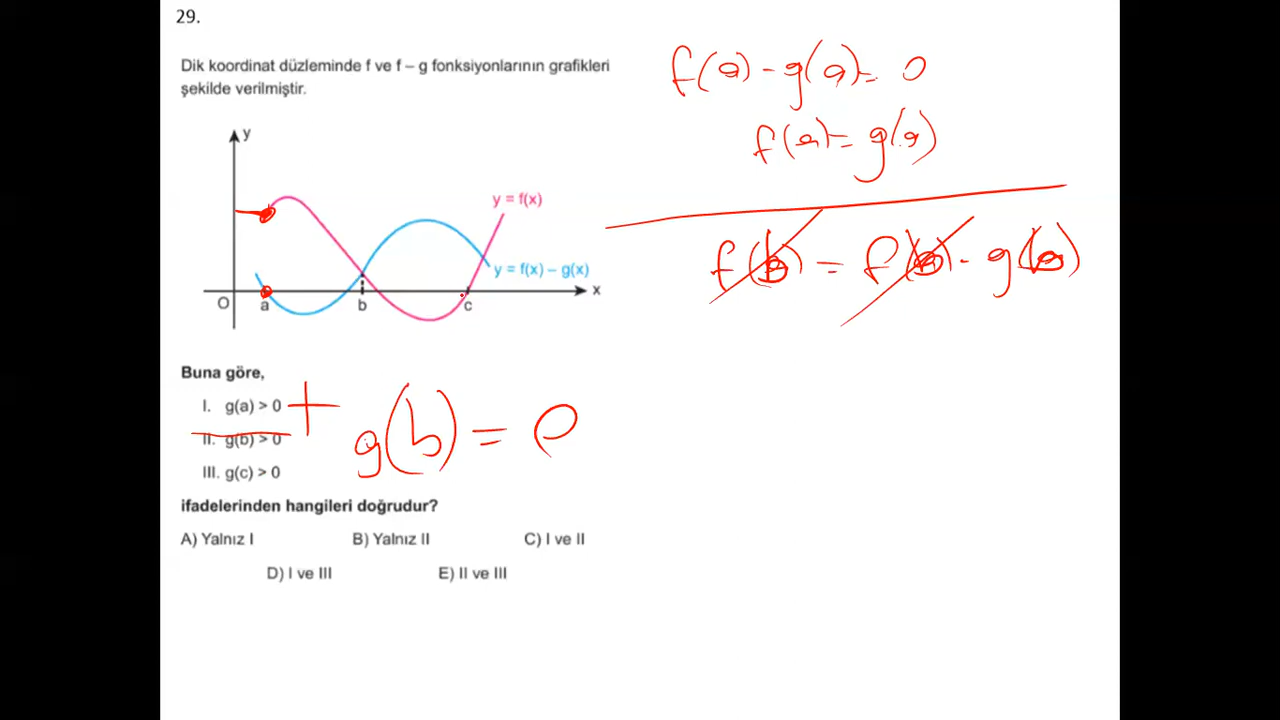 29.
Dik koordinat düzleminde f ve f – g fonksiyonlarının grafikleri
şekilde verilmiştir.
y
y = f(x)
y = f(x) – g(x)
x
O
a
b
c
Buna göre,
I. g(a) > 0
II. g(b) > 0
III. g(c) > 0
ifadelerinden hangileri doğrudur?
A) Yalnız I B) Yalnız II C) I ve II
D) I ve III E) II ve III
f(a) - g(a) = 0
f(a) = g(a)
f(b) = f(b) - g(b)
+
g(b) = 0